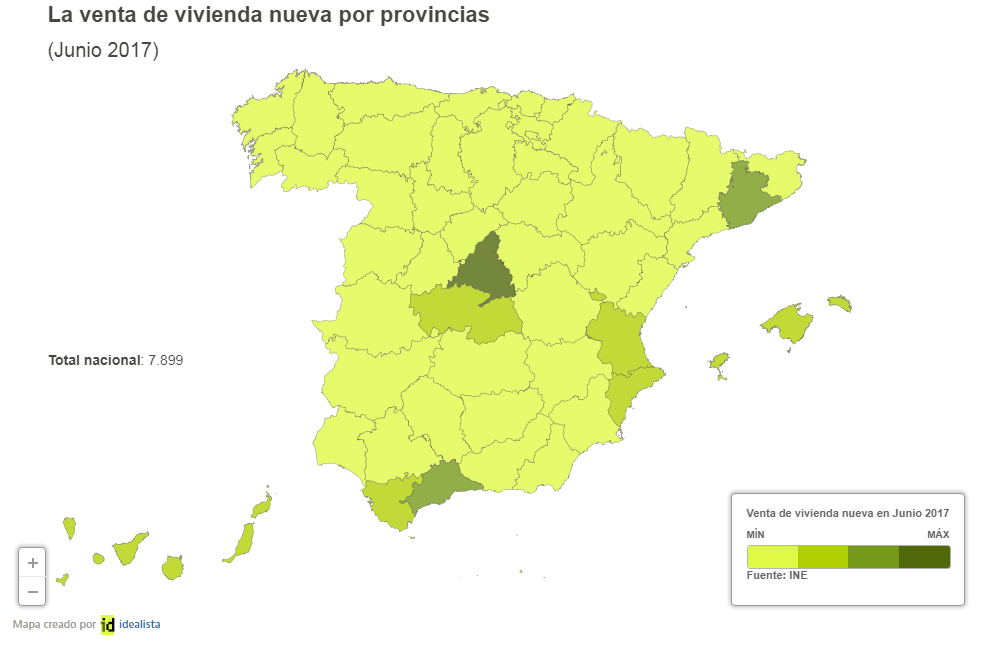 La venta de vivienda nueva por provincias
(Junio 2017)
Total nacional: 7.899
Venta de vivienda nueva en Junio 2017
MÍN MÁX
Fuente: INE
+
−
Mapa creado por id idealista